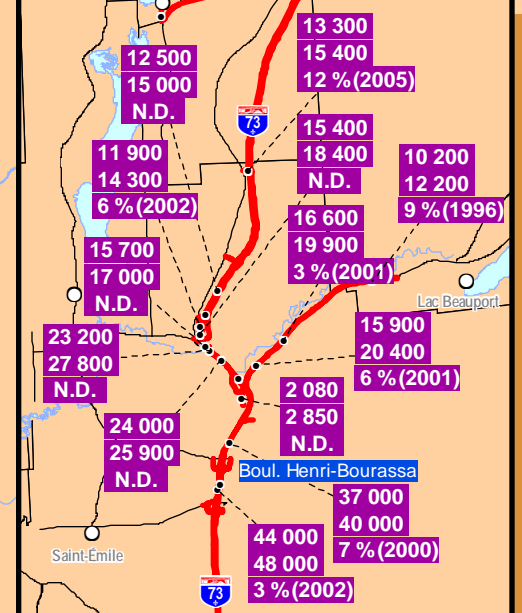 13 300
15 400
12 % (2005)
12 500
15 000
N.D.
73
15 400
18 400
N.D.
11 900
14 300
6 % (2002)
10 200
12 200
9 % (1996)
16 600
19 900
3 % (2001)
15 700
17 000
N.D.
Lac Beauport
15 900
20 400
6 % (2001)
23 200
27 800
N.D.
2 080
2 850
N.D.
24 000
25 900
N.D.
Boul. Henri-Bourassa
37 000
40 000
7 % (2000)
44 000
48 000
3 % (2002)
Saint-Émile
73